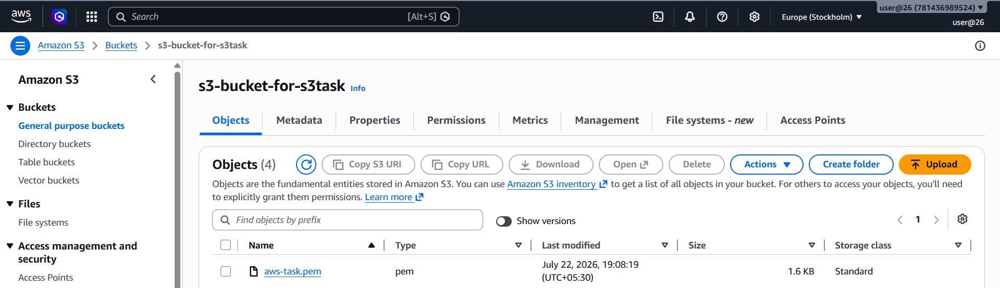 aws
Search
[Alt+S]
Europe (Stockholm)
user@26 (781436989524)
user@26
Amazon S3
Buckets
s3-bucket-for-s3task
Amazon S3
Buckets
General purpose buckets
Directory buckets
Table buckets
Vector buckets
Files
File systems
Access management and
security
Access Points
s3-bucket-for-s3task Info
Objects
Metadata
Properties
Permissions
Metrics
Management
File systems - new
Access Points
Objects (4)
Copy S3 URI
Copy URL
Download
Open
Delete
Actions
Create folder
Upload
Objects are the fundamental entities stored in Amazon S3. You can use Amazon S3 inventory to get a list of all objects in your bucket. For others to access your objects, you'll need
to explicitly grant them permissions. Learn more
Find objects by prefix
Show versions
1
Name
Type
Last modified
Size
Storage class
aws-task.pem
pem
July 22, 2026, 19:08:19
(UTC+05:30)
1.6 KB
Standard